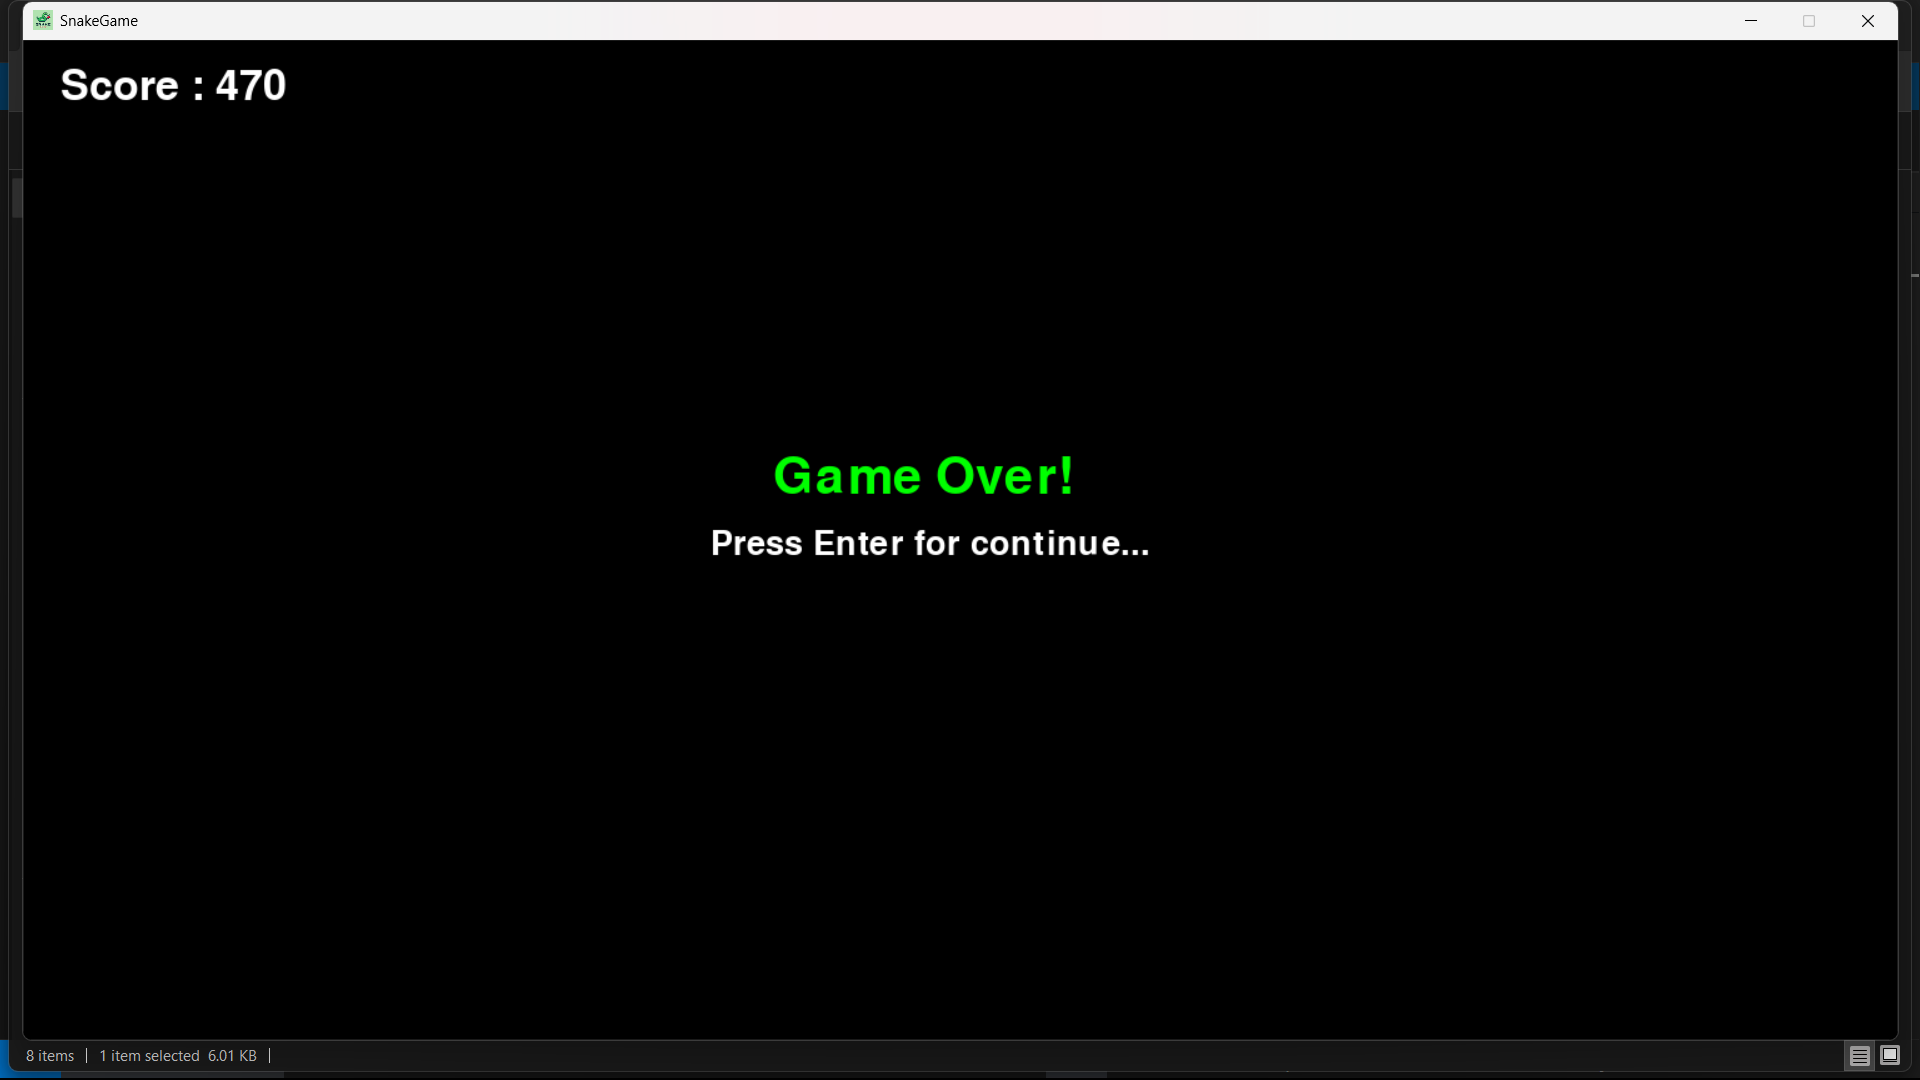 SnakeGame
Score : 470
Game Over!
Press Enter for continue...
8 items | 1 item selected 6.01 KB |